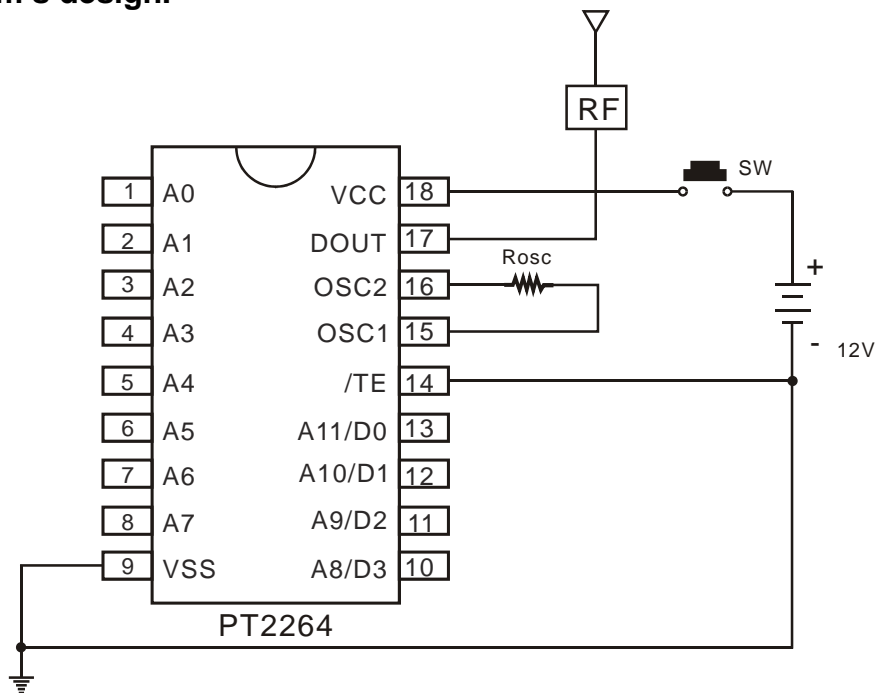 RF
SW
1 A0 VCC 18
2 A1 DOUT 17
Rosc
3 A2 OSC2 16
+
4 A3 OSC1 15
- 12V
5 A4 /TE 14
6 A5 A11/D0 13
7 A6 A10/D1 12
8 A7 A9/D2 11
9 VSS A8/D3 10
PT2264